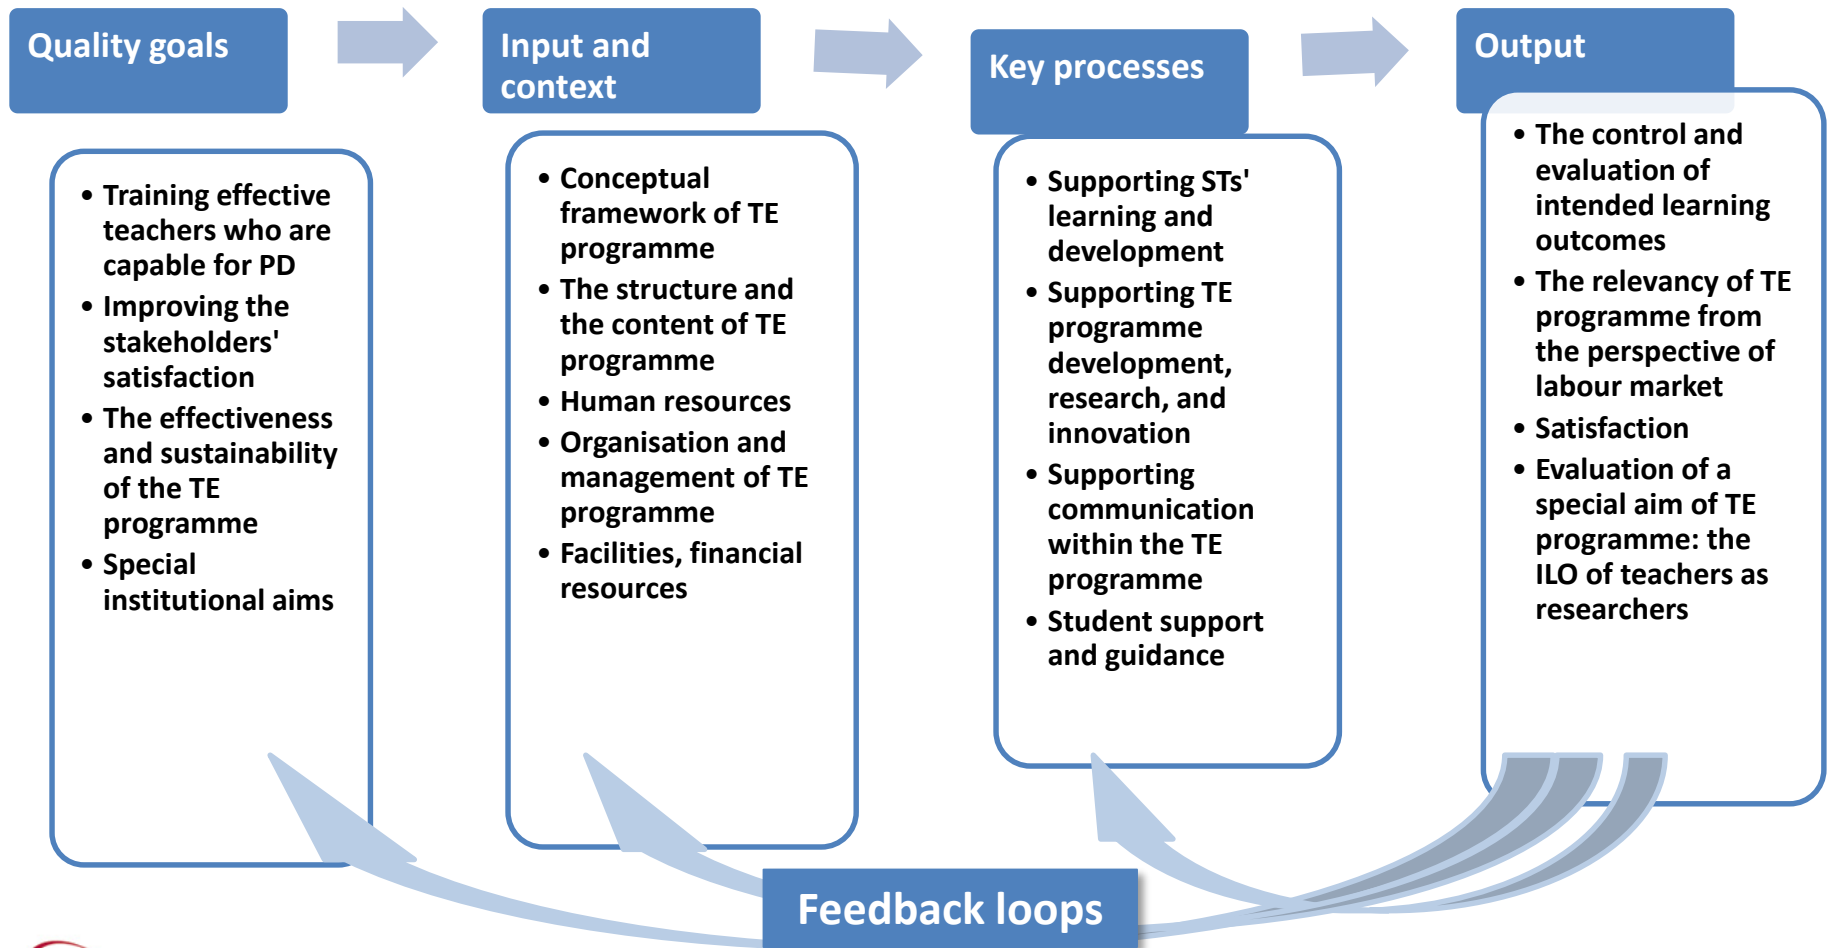 Quality goals
• Training effective
teachers who are
capable for PD
• Improving the
stakeholders'
satisfaction
• The effectiveness
and sustainability
of the TE
programme
• Special
institutional aims
Input and
context
• Conceptual
framework of TE
programme
• The structure and
the content of TE
programme
• Human resources
• Organisation and
management of TE
programme
• Facilities, financial
resources
Key processes
• Supporting STs'
learning and
development
• Supporting TE
programme
development,
research, and
innovation
• Supporting
communication
within the TE
programme
• Student support
and guidance
Output
• The control and
evaluation of
intended learning
outcomes
• The relevancy of TE
programme from
the perspective of
labour market
• Satisfaction
• Evaluation of a
special aim of TE
programme: the
ILO of teachers as
researchers
Feedback loops